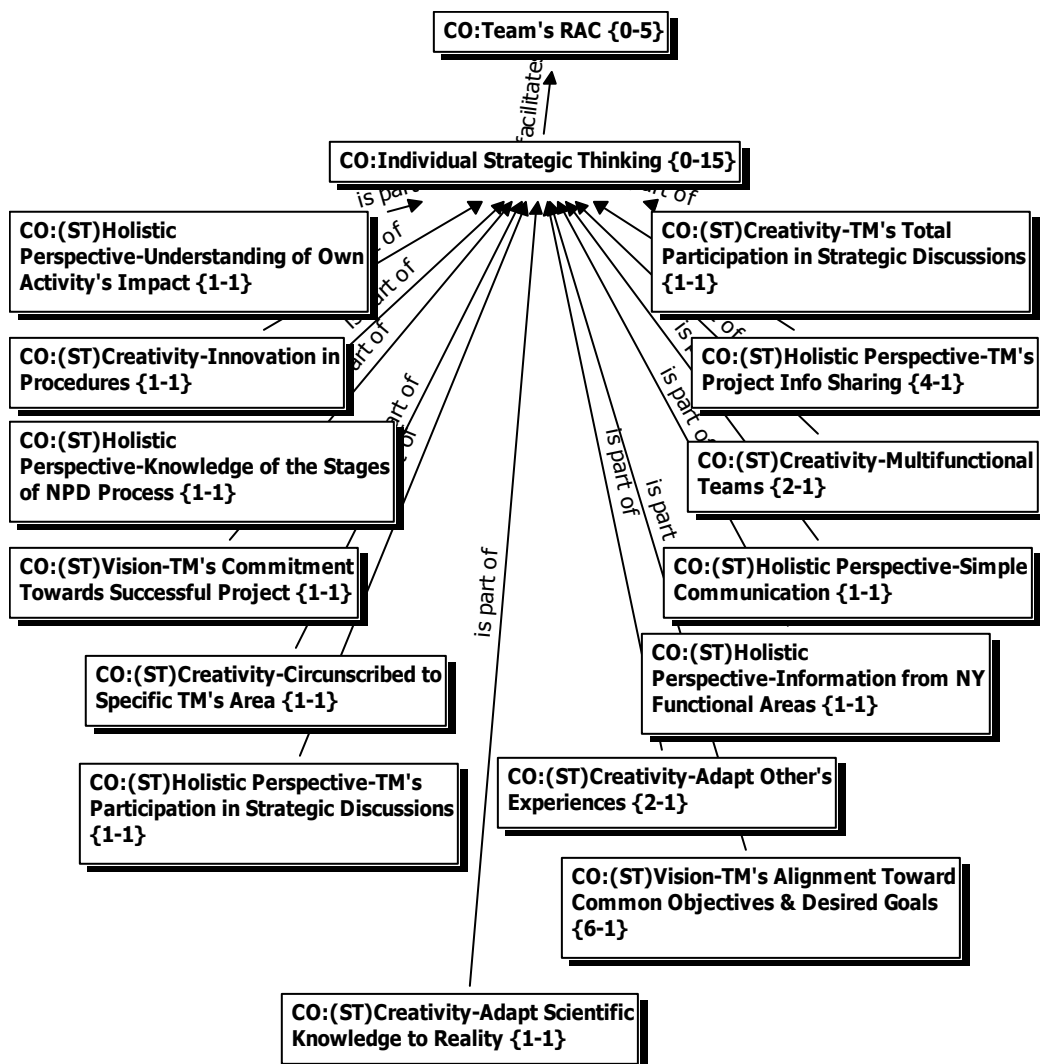 CO:Team's RAC {0-5}
facilitates
CO:Individual Strategic Thinking {0-15}
is part
art of
CO:(ST)Holistic
Perspective-Understanding of Own
Activity's Impact {1-1}
of
CO:(ST)Creativity-TM's Total
Participation in Strategic Discussions
{1-1}
is part of
CO:(ST)Creativity-Innovation in
Procedures {1-1}
art of
is
of
CO:(ST)Holistic Perspective-TM's
Project Info Sharing {4-1}
is part of
CO:(ST)Holistic
Perspective-Knowledge of the Stages
of NPD Process {1-1}
art of
of
is part of
is part of
CO:(ST)Creativity-Multifunctional
Teams {2-1}
CO:(ST)Vision-TM's Commitment
Towards Successful Project {1-1}
is part of
CO:(ST)Holistic Perspective-Simple
Communication {1-1}
CO:(ST)Creativity-Circunscribed to
Specific TM's Area {1-1}
CO:(ST)Holistic
Perspective-Information from NY
Functional Areas {1-1}
CO:(ST)Holistic Perspective-TM's
Participation in Strategic Discussions
{1-1}
CO:(ST)Creativity-Adapt Other's
Experiences {2-1}
is part
CO:(ST)Vision-TM's Alignment Toward
Common Objectives & Desired Goals
{6-1}
CO:(ST)Creativity-Adapt Scientific
Knowledge to Reality {1-1}